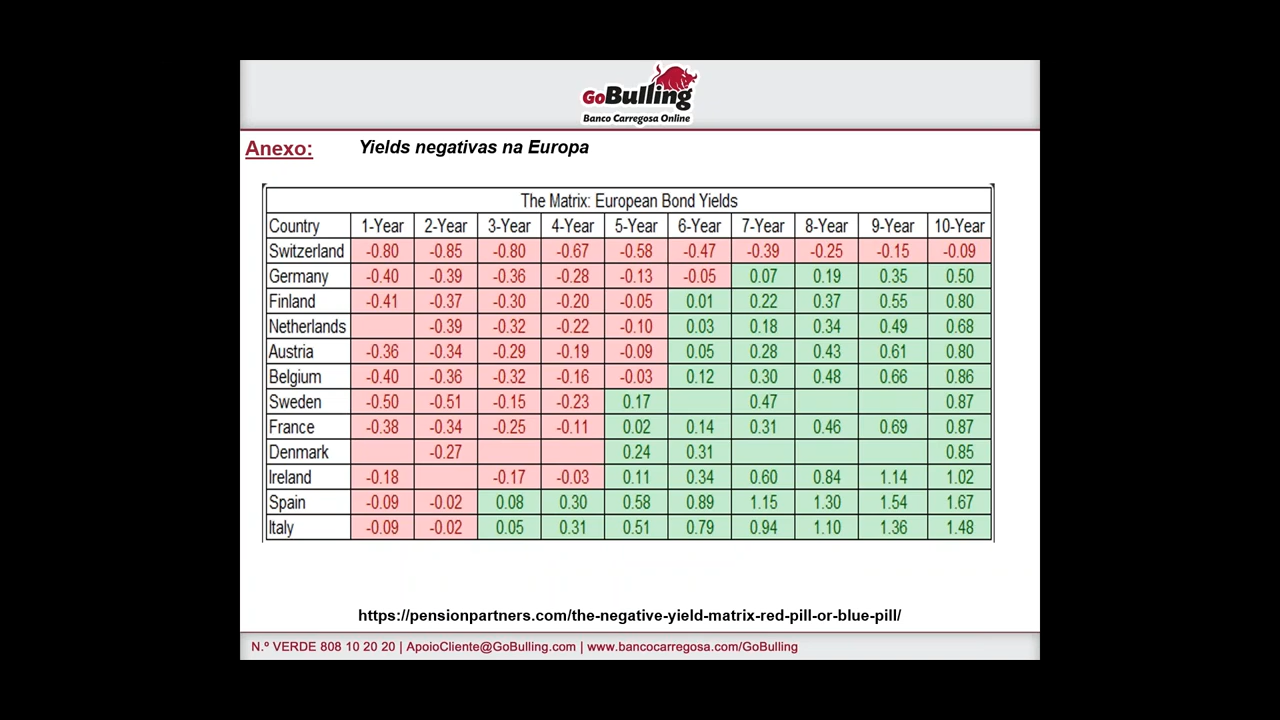 GoBulling
Banco Carregosa Online
Anexo: Yields negativas na Europa
The Matrix: European Bond Yields
Country 1-Year 2-Year 3-Year 4-Year 5-Year 6-Year 7-Year 8-Year 9-Year 10-Year
Switzerland -0.80 -0.85 -0.80 -0.67 -0.58 -0.47 -0.39 -0.25 -0.15 -0.09
Germany -0.40 -0.39 -0.36 -0.28 -0.13 -0.05 0.07 0.19 0.35 0.50
Finland -0.41 -0.37 -0.30 -0.20 -0.05 0.01 0.22 0.37 0.55 0.80
Netherlands -0.39 -0.32 -0.22 -0.10 0.03 0.18 0.34 0.49 0.68
Austria -0.36 -0.34 -0.29 -0.19 -0.09 0.05 0.28 0.43 0.61 0.80
Belgium -0.40 -0.36 -0.32 -0.16 -0.03 0.12 0.30 0.48 0.66 0.86
Sweden -0.50 -0.51 -0.15 -0.23 0.17 0.47 0.87
France -0.38 -0.34 -0.25 -0.11 0.02 0.14 0.31 0.46 0.69 0.87
Denmark -0.27 0.24 0.31 0.85
Ireland -0.18 -0.17 -0.03 0.11 0.34 0.60 0.84 1.14 1.02
Spain -0.09 -0.02 0.08 0.30 0.58 0.89 1.15 1.30 1.54 1.67
Italy -0.09 -0.02 0.05 0.31 0.51 0.79 0.94 1.10 1.36 1.48
https://pensionpartners.com/the-negative-yield-matrix-red-pill-or-blue-pill/
N.º VERDE 808 10 20 20 | ApoioCliente@GoBulling.com | www.bancocarregosa.com/GoBulling